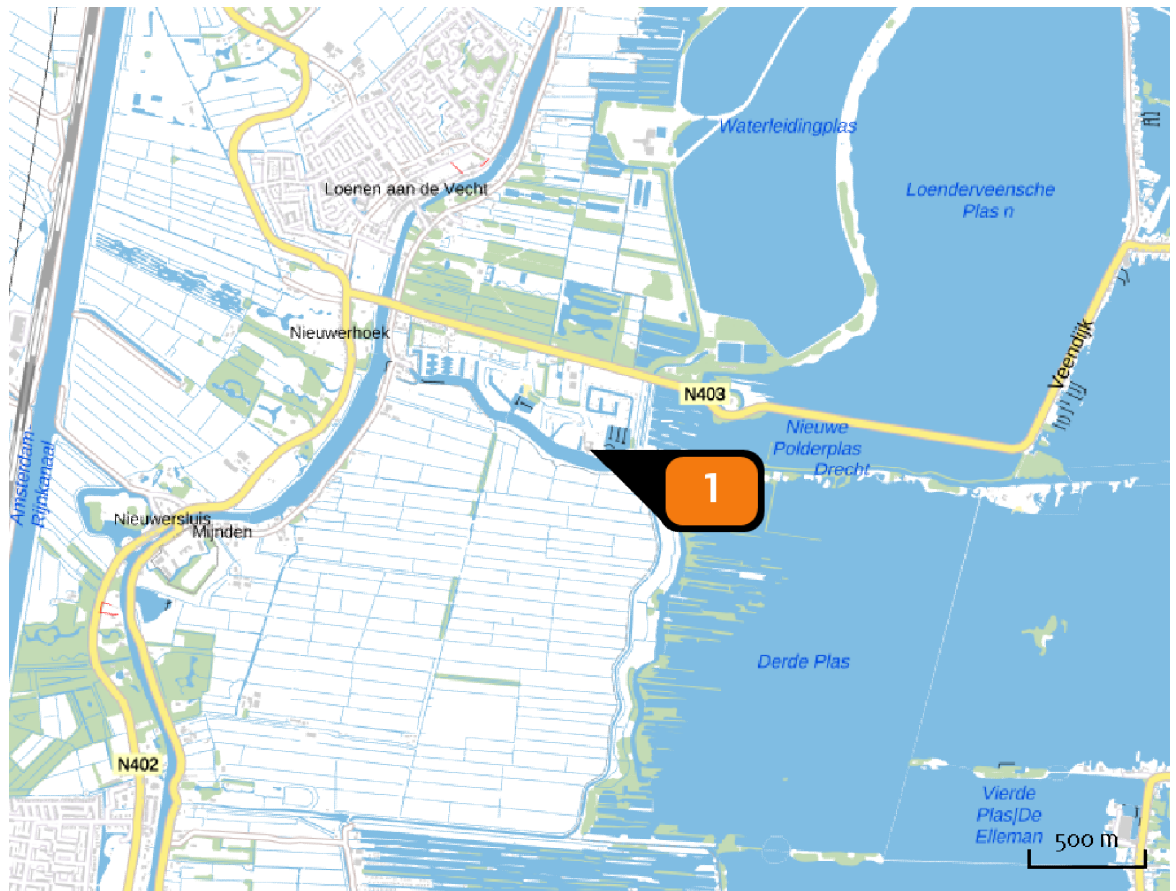 Waterleidingplas
Loenen aan de Vecht
Loenderveensche
Plas n
Nieuwerhoek
Veendijk
N403
Nieuwe
Polderplas
Drecht
Amsterdam-
Rijnkanaal
1
Nieuwersluis
Mijnden
Derde Plas
N402
Vierde
Plas|De
Elleman
500 m